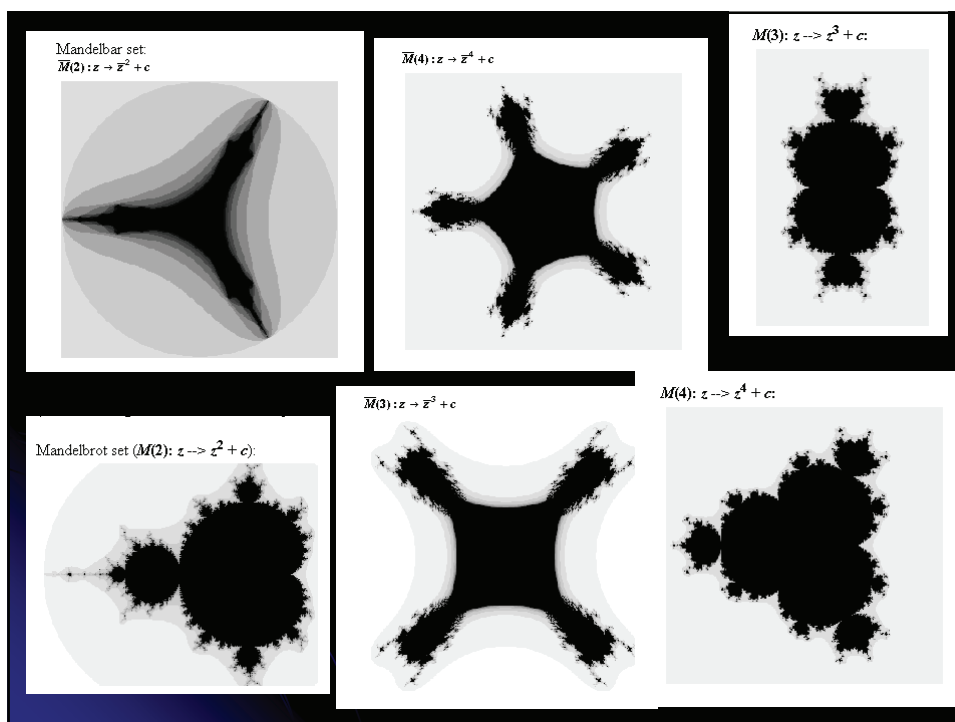 Mandelbar set:
M̅(2) : z → z̅² + c
M̅(4) : z → z̅⁴ + c
M(3): z --> z³ + c:
Mandelbrot set (M(2): z --> z² + c):
M̅(3) : z → z̅³ + c
M(4): z --> z⁴ + c: